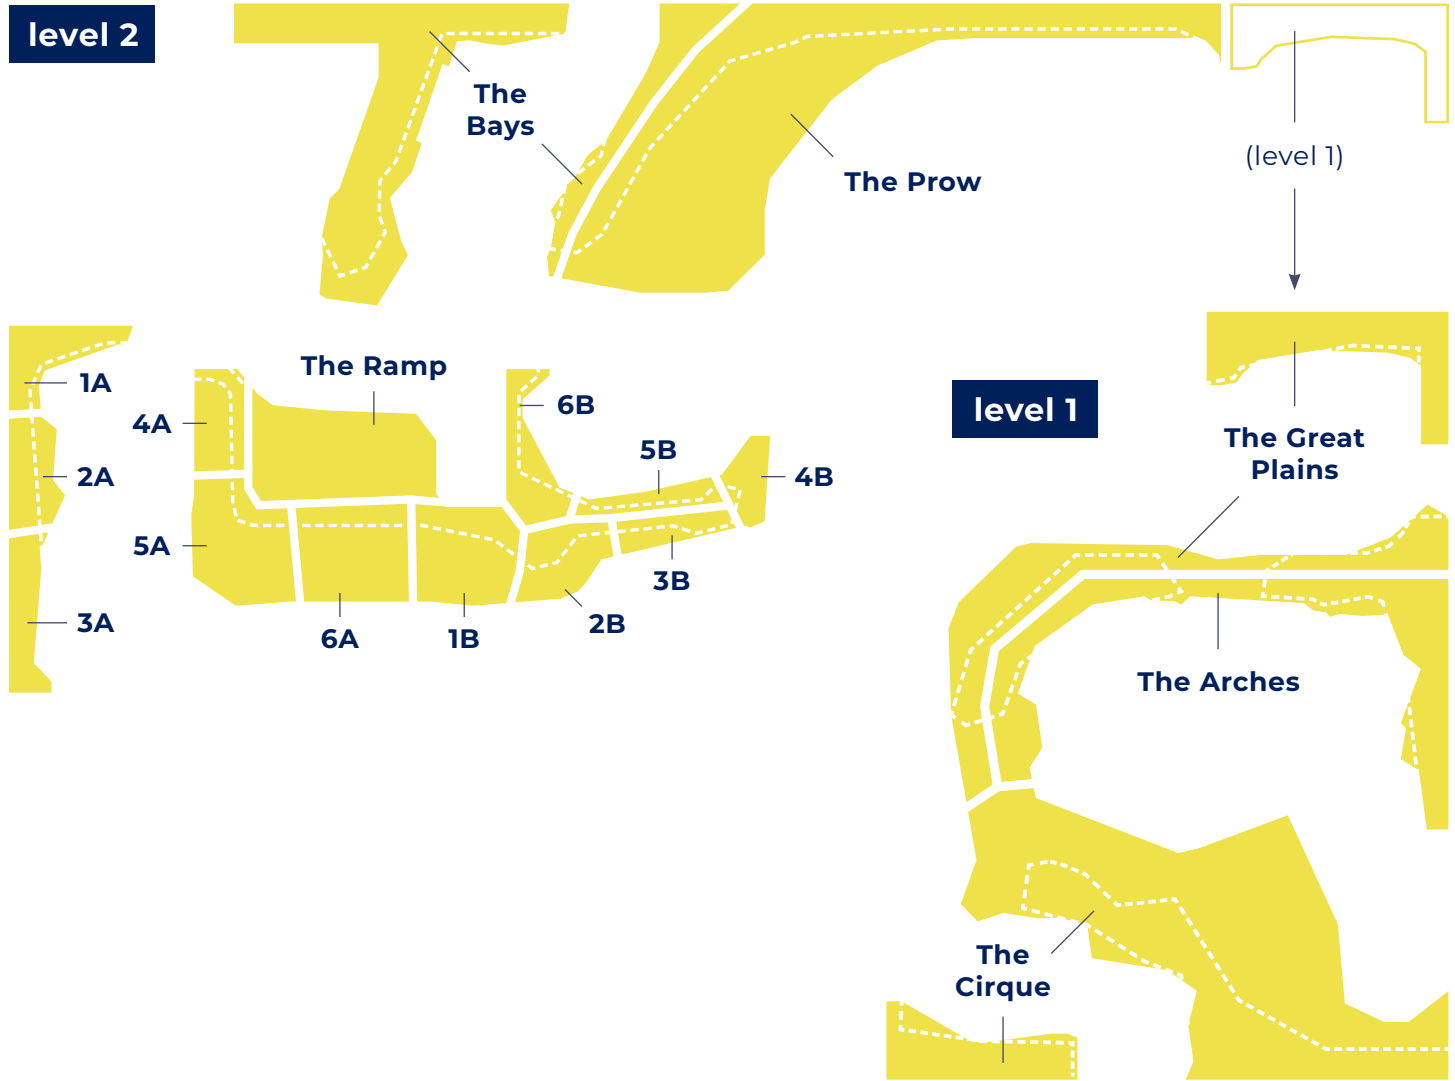 level 2
The
Bays
The Prow
(level 1)
The Ramp
1A
2A
3A
4A
5A
6A
1B
2B
3B
4B
5B
6B
level 1
The Great
Plains
The Arches
The
Cirque